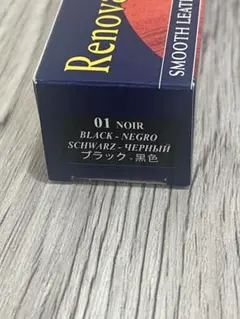 Renova
SMOOTH LEAT
01 NOIR
BLACK - NEGRO
SCHWARZ - ЧЕРНЫЙ
ブラック - 黒色